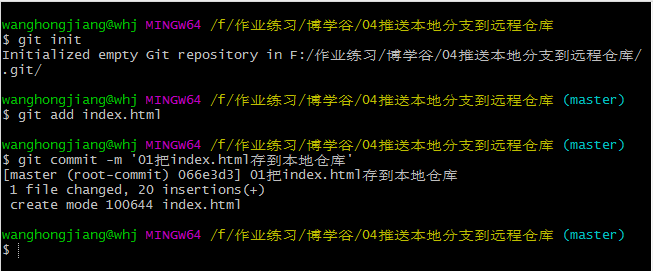 wanghongjiang@whj MINGW64 /f/作业练习/博学谷/04推送本地分支到远程仓库
$ git init
Initialized empty Git repository in F:/作业练习/博学谷/04推送本地分支到远程仓库/
.git/
wanghongjiang@whj MINGW64 /f/作业练习/博学谷/04推送本地分支到远程仓库 (master)
$ git add index.html
wanghongjiang@whj MINGW64 /f/作业练习/博学谷/04推送本地分支到远程仓库 (master)
$ git commit -m '01把index.html存到本地仓库'
[master (root-commit) 066e3d3] 01把index.html存到本地仓库
1 file changed, 20 insertions(+)
create mode 100644 index.html
wanghongjiang@whj MINGW64 /f/作业练习/博学谷/04推送本地分支到远程仓库 (master)
$